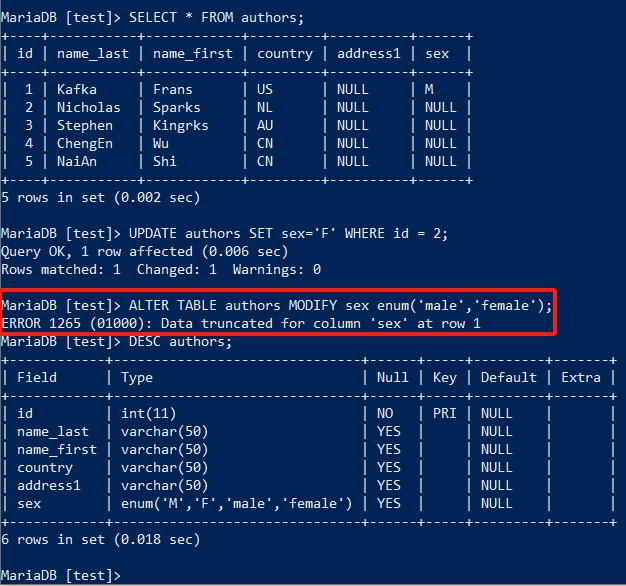 MariaDB [test]> SELECT * FROM authors;
+----+-----------+------------+---------+----------+------+
| id | name_last | name_first | country | address1 | sex  |
+----+-----------+------------+---------+----------+------+
|  1 | Kafka     | Frans      | US      | NULL     | M    |
|  2 | Nicholas  | Sparks     | NL      | NULL     | NULL |
|  3 | Stephen   | Kingrks    | AU      | NULL     | NULL |
|  4 | ChengEn   | Wu         | CN      | NULL     | NULL |
|  5 | NaiAn     | Shi        | CN      | NULL     | NULL |
+----+-----------+------------+---------+----------+------+
5 rows in set (0.002 sec)
MariaDB [test]> UPDATE authors SET sex='F' WHERE id = 2;
Query OK, 1 row affected (0.006 sec)
Rows matched: 1  Changed: 1  Warnings: 0
MariaDB [test]> ALTER TABLE authors MODIFY sex enum('male','female');
ERROR 1265 (01000): Data truncated for column 'sex' at row 1
MariaDB [test]> DESC authors;
+------------+------------------------------+------+-----+---------+-------+
| Field      | Type                         | Null | Key | Default | Extra |
+------------+------------------------------+------+-----+---------+-------+
| id         | int(11)                      | NO   | PRI | NULL    |       |
| name_last  | varchar(50)                  | YES  |     | NULL    |       |
| name_first | varchar(50)                  | YES  |     | NULL    |       |
| country    | varchar(50)                  | YES  |     | NULL    |       |
| address1   | varchar(50)                  | YES  |     | NULL    |       |
| sex        | enum('M','F','male','female') | YES  |     | NULL    |       |
+------------+------------------------------+------+-----+---------+-------+
6 rows in set (0.018 sec)
MariaDB [test]>